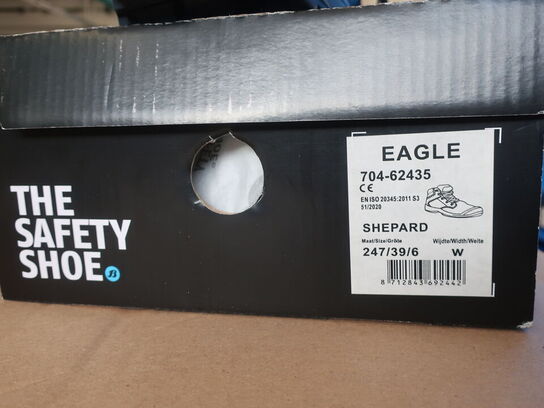 THE
SAFETY
SHOE
EAGLE
704-62435
CE
EN ISO 20345:2011 S3
51/2020
SHEPARD
Maat/Size/Größe Wijdte/Width/Weite
247/39/6 W
8 712843 692442